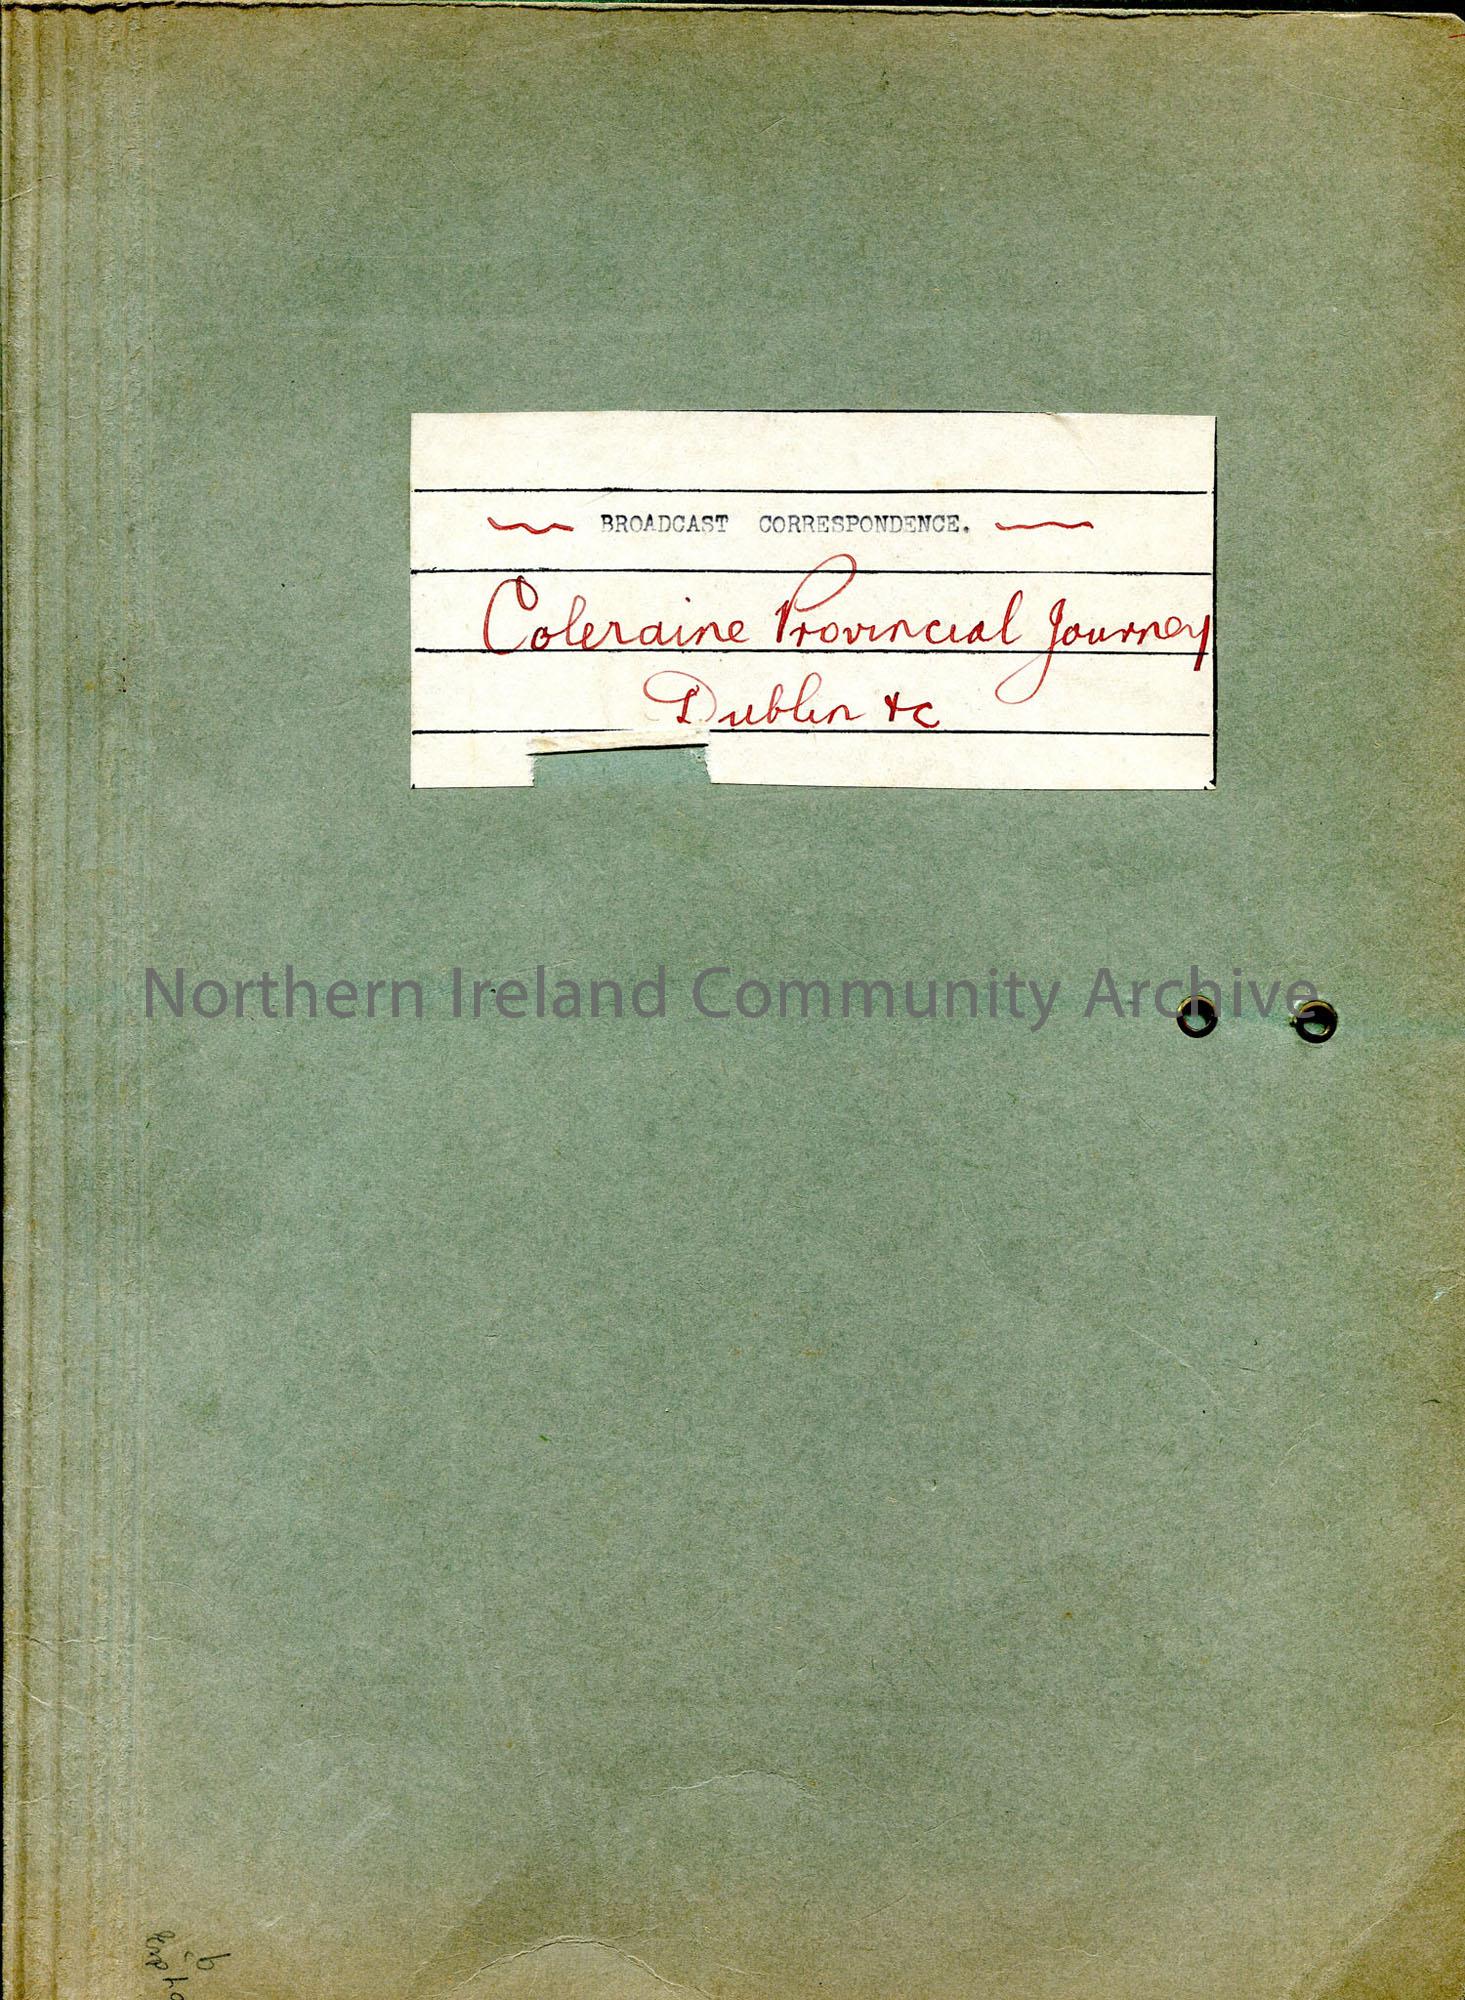 BROADCAST CORRESPONDENCE.
Coleraine Provincial Journey
Dublin &c
Northern Ireland Community Archive